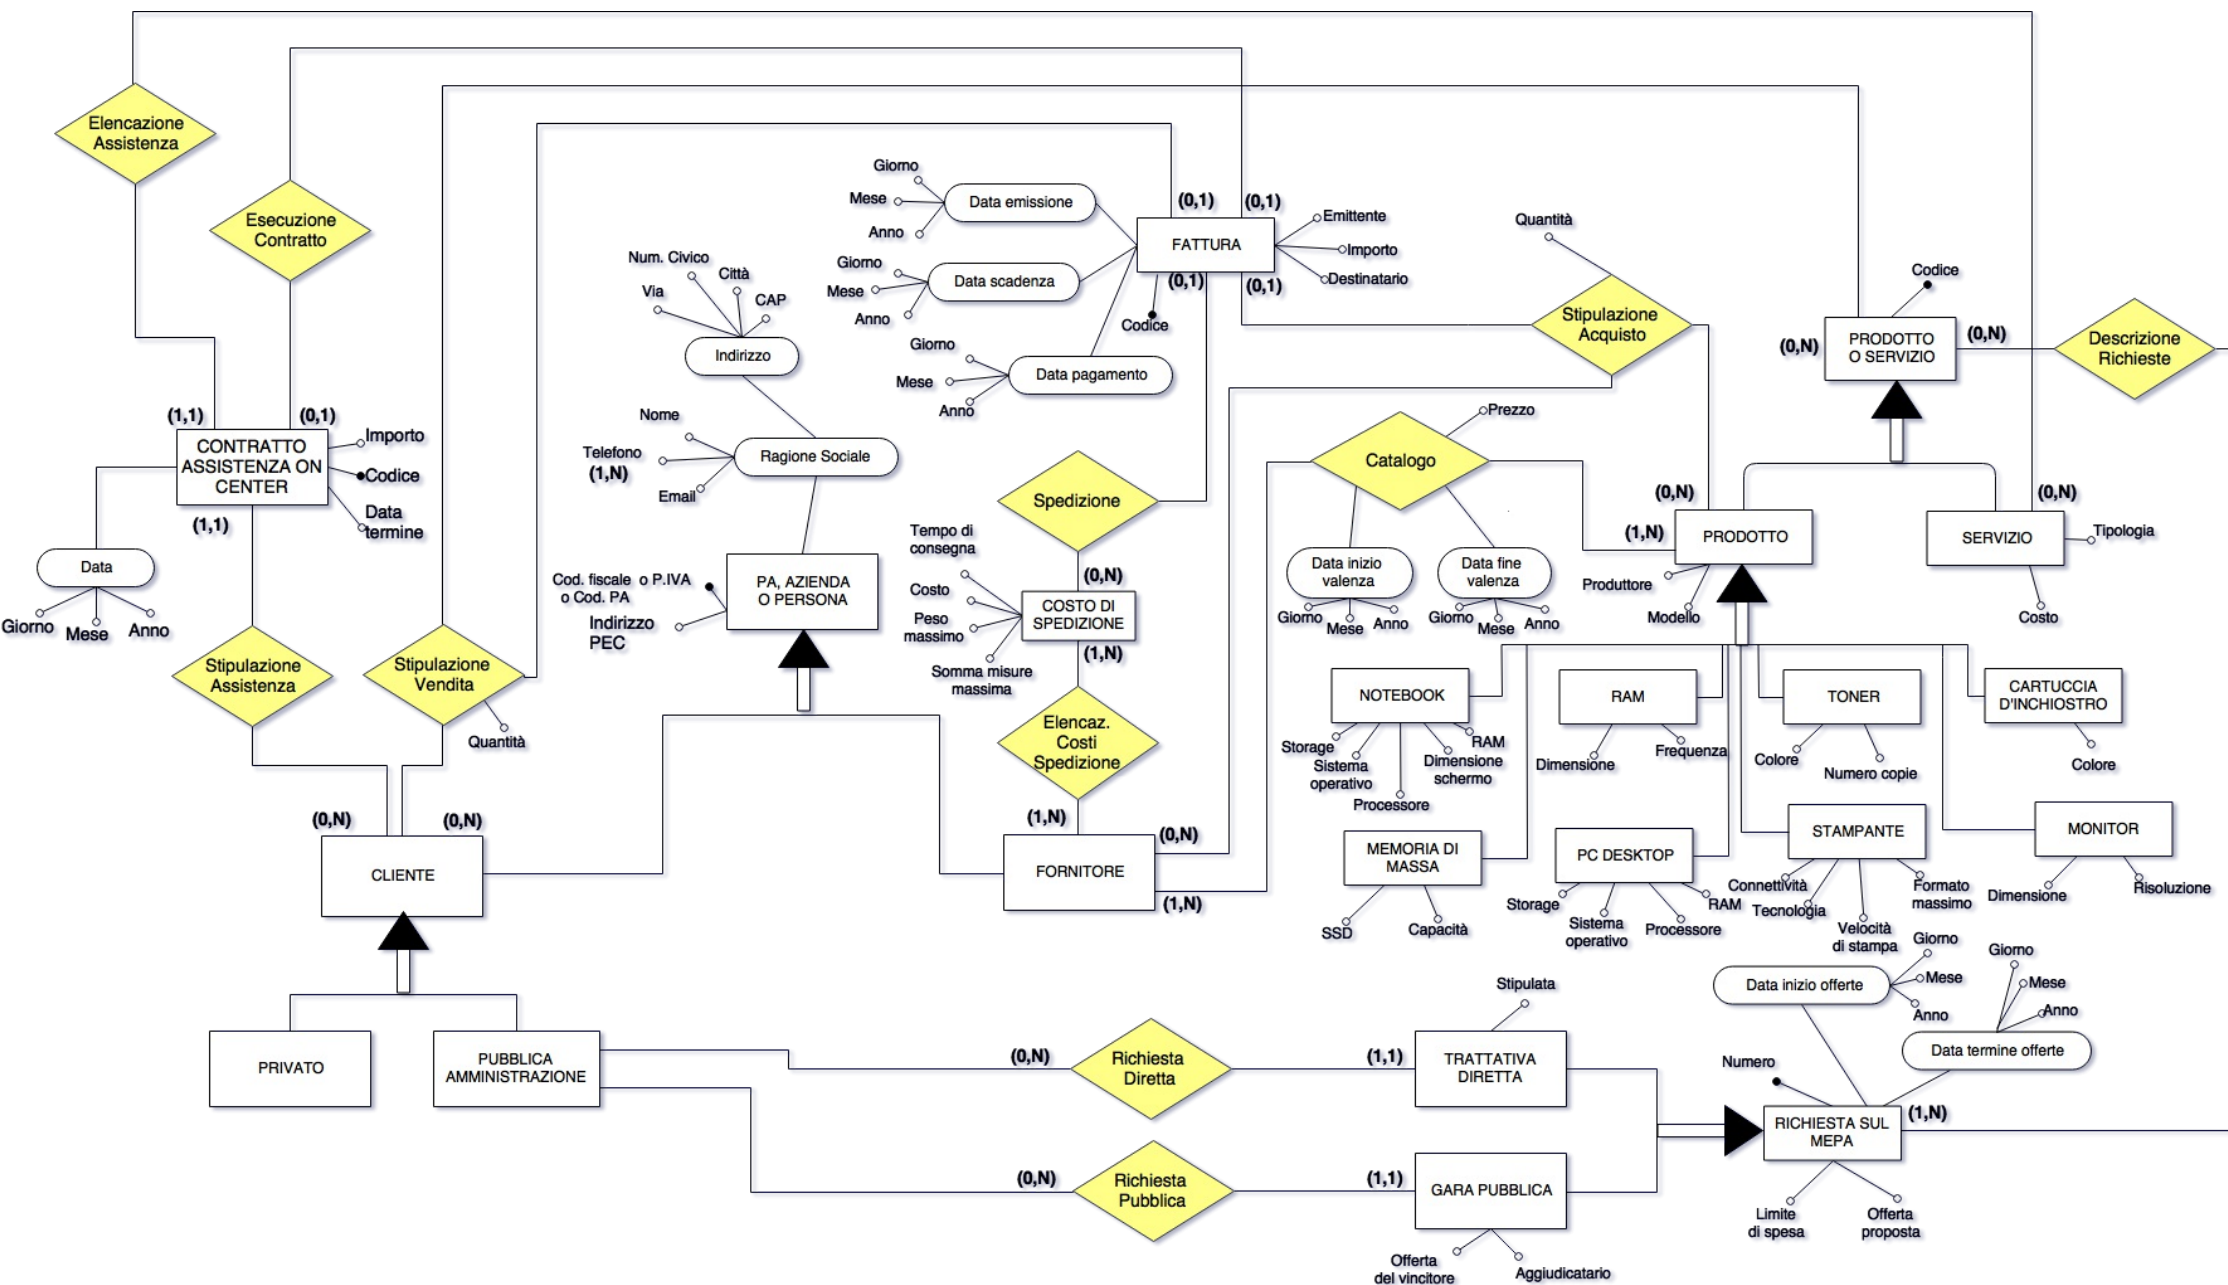 Elencazione
Assistenza
Esecuzione
Contratto
(1,1)
(0,1)
CONTRATTO
ASSISTENZA ON
CENTER
Importo
Codice
Data
termine
(1,1)
Data
Giorno
Mese
Anno
Stipulazione
Assistenza
Stipulazione
Vendita
Quantità
(0,N)
(0,N)
CLIENTE
PRIVATO
PUBBLICA
AMMINISTRAZIONE
Num. Civico
Città
Via
CAP
Indirizzo
Nome
Telefono
(1,N)
Email
Ragione Sociale
Cod. fiscale o P.IVA
o Cod. PA
Indirizzo
PEC
PA, AZIENDA
O PERSONA
Giorno
Mese
Anno
Data emissione
Giorno
Mese
Anno
Data scadenza
Giorno
Mese
Anno
Data pagamento
(0,1)
(0,1)
FATTURA
(0,1)
(0,1)
Codice
Emittente
Importo
Destinatario
Spedizione
Tempo di
consegna
Costo
Peso
massimo
Somma misure
massima
(0,N)
COSTO DI
SPEDIZIONE
(1,N)
Elencaz.
Costi
Spedizione
(1,N)
(0,N)
FORNITORE
(1,N)
Quantità
Stipulazione
Acquisto
Catalogo
Prezzo
Data inizio
valenza
Giorno
Mese
Anno
Data fine
valenza
Giorno
Mese
Anno
Codice
(0,N)
PRODOTTO
O SERVIZIO
(0,N)
Descrizione
Richieste
(0,N)
(1,N)
PRODOTTO
Produttore
Modello
(0,N)
SERVIZIO
Tipologia
Costo
NOTEBOOK
Storage
Sistema
operativo
Processore
Dimensione
schermo
RAM
RAM
Dimensione
Frequenza
TONER
Colore
Numero copie
CARTUCCIA
D'INCHIOSTRO
Colore
MEMORIA DI
MASSA
SSD
Capacità
PC DESKTOP
Storage
Sistema
operativo
Processore
RAM
STAMPANTE
Connettività
Tecnologia
Velocità
di stampa
Formato
massimo
MONITOR
Dimensione
Risoluzione
(0,N)
Richiesta
Diretta
(1,1)
Stipulata
TRATTATIVA
DIRETTA
(0,N)
Richiesta
Pubblica
(1,1)
GARA PUBBLICA
Offerta
del vincitore
Aggiudicatario
Data inizio offerte
Giorno
Mese
Anno
Giorno
Mese
Anno
Data termine offerte
Numero
RICHIESTA SUL
MEPA
(1,N)
Limite
di spesa
Offerta
proposta